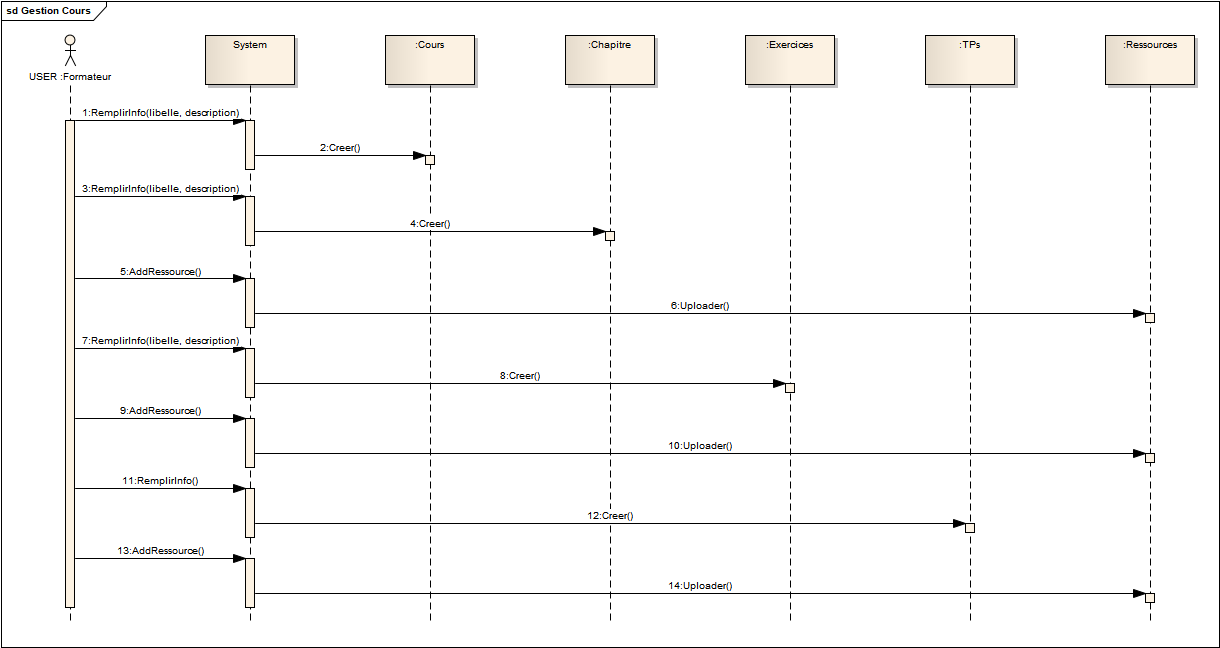 sd Gestion Cours
USER :Formateur
System
:Cours
:Chapitre
:Exercices
:TPs
:Ressources
1:RemplirInfo(libelle, description)
2:Creer()
3:RemplirInfo(libelle, description)
4:Creer()
5:AddRessource()
6:Uploader()
7:RemplirInfo(libelle, description)
8:Creer()
9:AddRessource()
10:Uploader()
11:RemplirInfo()
12:Creer()
13:AddRessource()
14:Uploader()